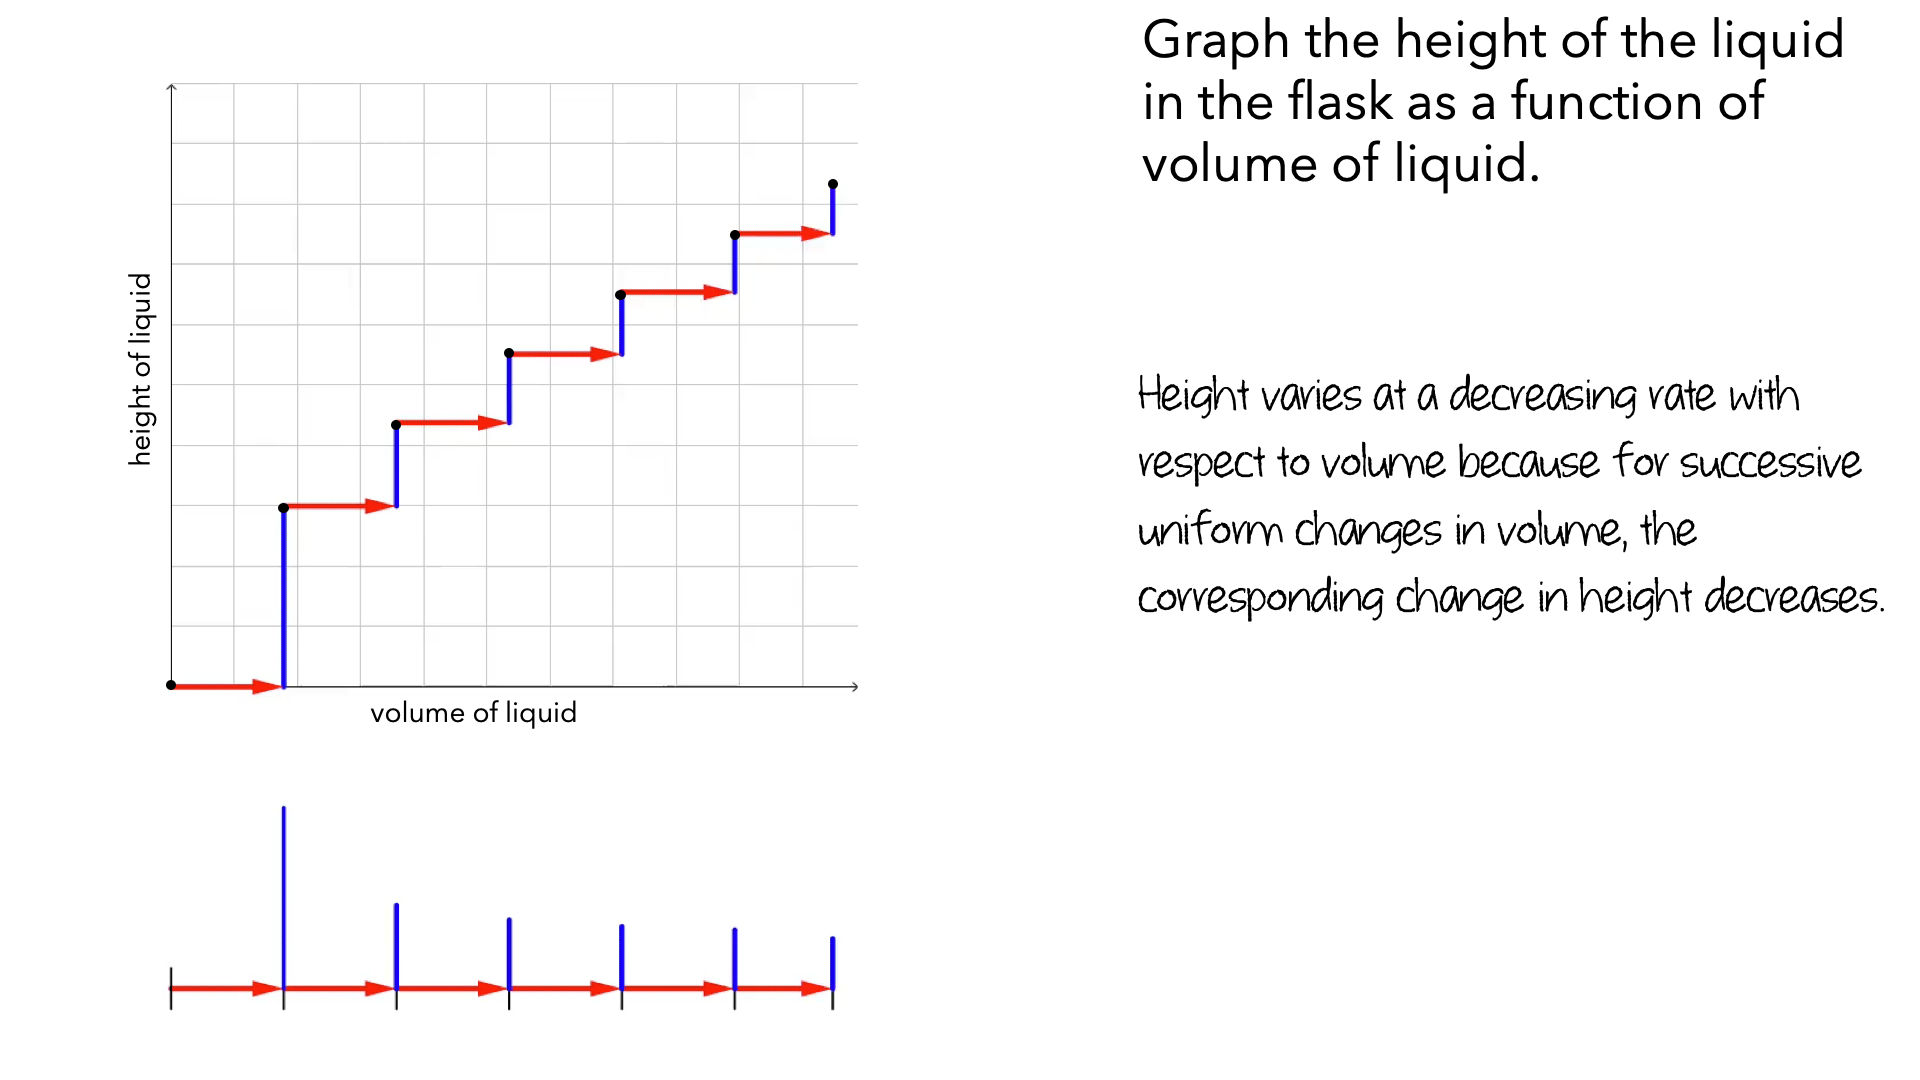 Graph the height of the liquid
in the flask as a function of
volume of liquid.
height of liquid
volume of liquid
Height varies at a decreasing rate with
respect to volume because for successive
uniform changes in volume, the
corresponding change in height decreases.